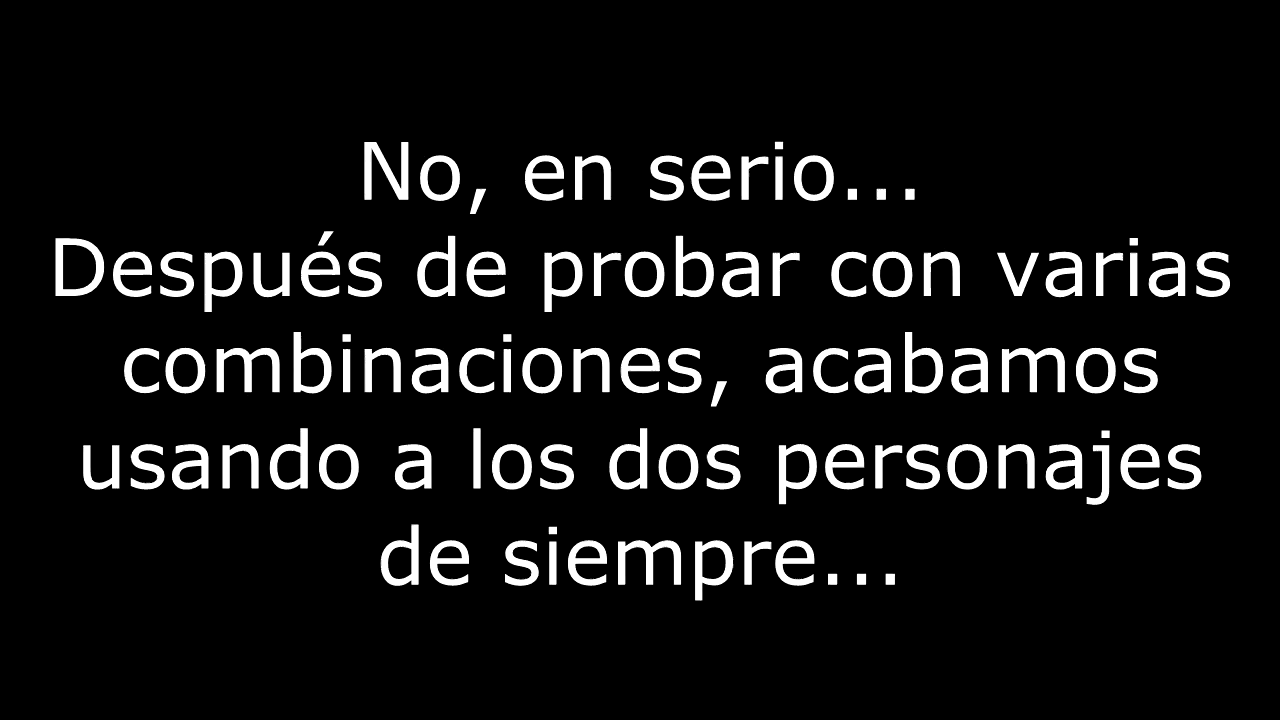 No, en serio...
Después de probar con varias
combinaciones, acabamos
usando a los dos personajes
de siempre...